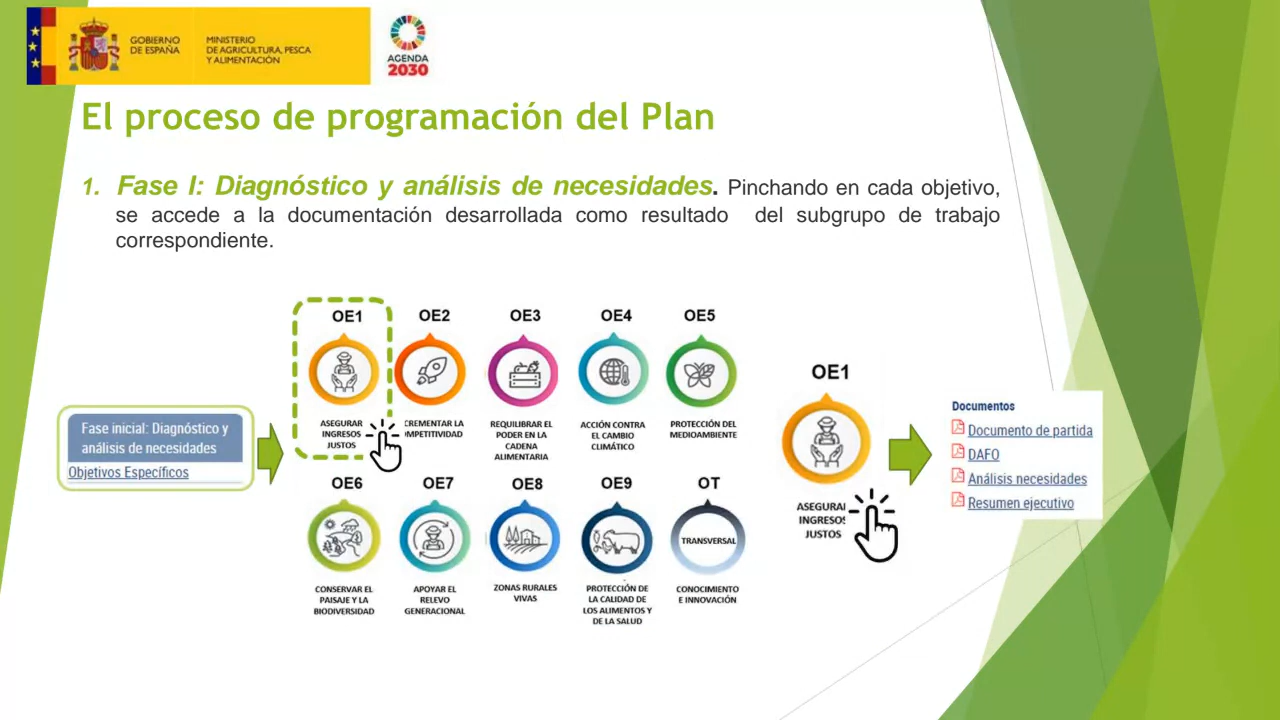 GOBIERNO
DE ESPAÑA
MINISTERIO
DE AGRICULTURA, PESCA
Y ALIMENTACIÓN
AGENDA
2030
El proceso de programación del Plan
1. Fase I: Diagnóstico y análisis de necesidades. Pinchando en cada objetivo,
se accede a la documentación desarrollada como resultado del subgrupo de trabajo
correspondiente.
Fase inicial: Diagnóstico y
análisis de necesidades
Objetivos Específicos
OE1
ASEGURAR
INGRESOS
JUSTOS
OE2
CREMENTAR LA
MPETITIVIDAD
OE3
REQUILIBRAR EL
PODER EN LA
CADENA
ALIMENTARIA
OE4
ACCIÓN CONTRA
EL CAMBIO
CLIMÁTICO
OE5
PROTECCIÓN DEL
MEDIOAMBIENTE
OE6
CONSERVAR EL
PAISAJE Y LA
BIODIVERSIDAD
OE7
APOYAR EL
RELEVO
GENERACIONAL
OE8
ZONAS RURALES
VIVAS
OE9
PROTECCIÓN DE
LA CALIDAD DE
LOS ALIMENTOS Y
DE LA SALUD
OT
TRANSVERSAL
CONOCIMIENTO
E INNOVACIÓN
OE1
ASEGURAR
INGRESOS
JUSTOS
Documentos
Documento de partida
DAFO
Análisis necesidades
Resumen ejecutivo